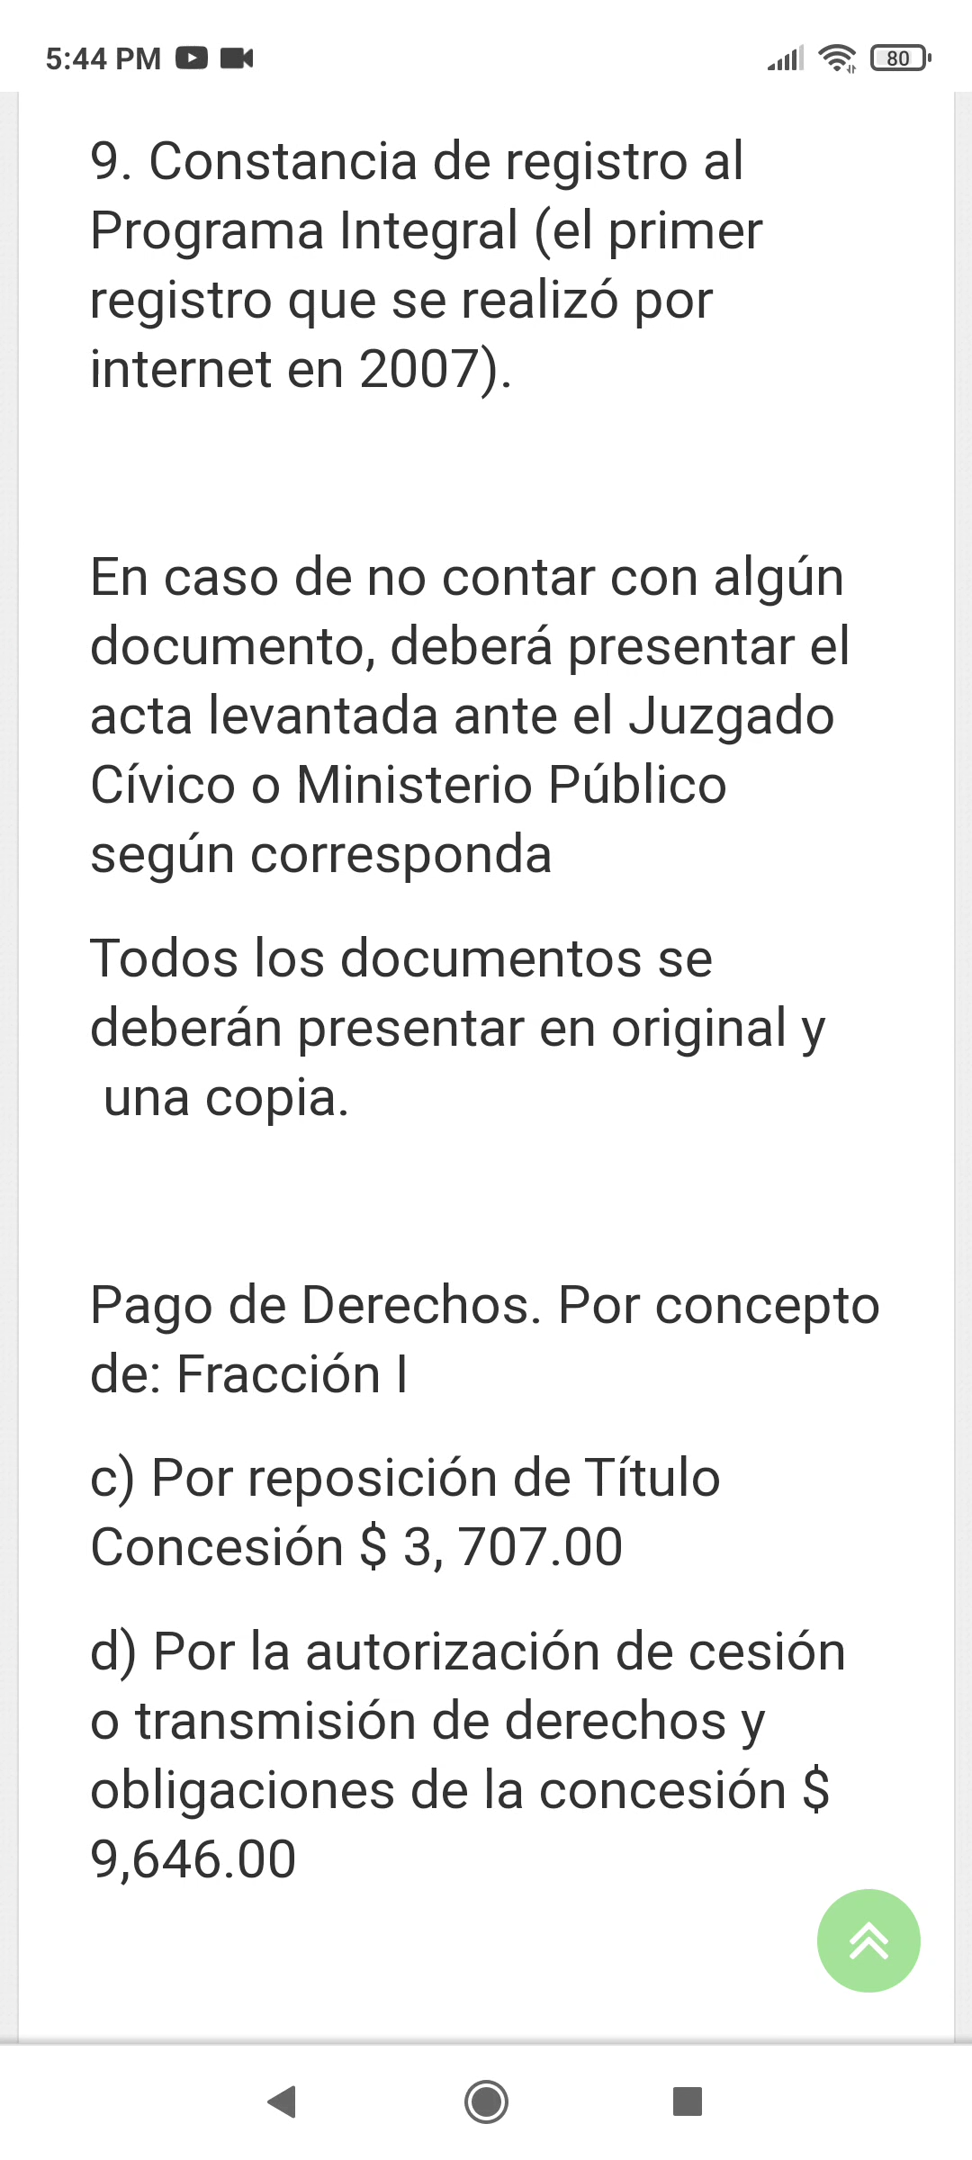 5:44 PM
80
9. Constancia de registro al
Programa Integral (el primer
registro que se realizó por
internet en 2007).
En caso de no contar con algún
documento, deberá presentar el
acta levantada ante el Juzgado
Cívico o Ministerio Público
según corresponda
Todos los documentos se
deberán presentar en original y
una copia.
Pago de Derechos. Por concepto
de: Fracción I
c) Por reposición de Título
Concesión $ 3, 707.00
d) Por la autorización de cesión
o transmisión de derechos y
obligaciones de la concesión $
9,646.00